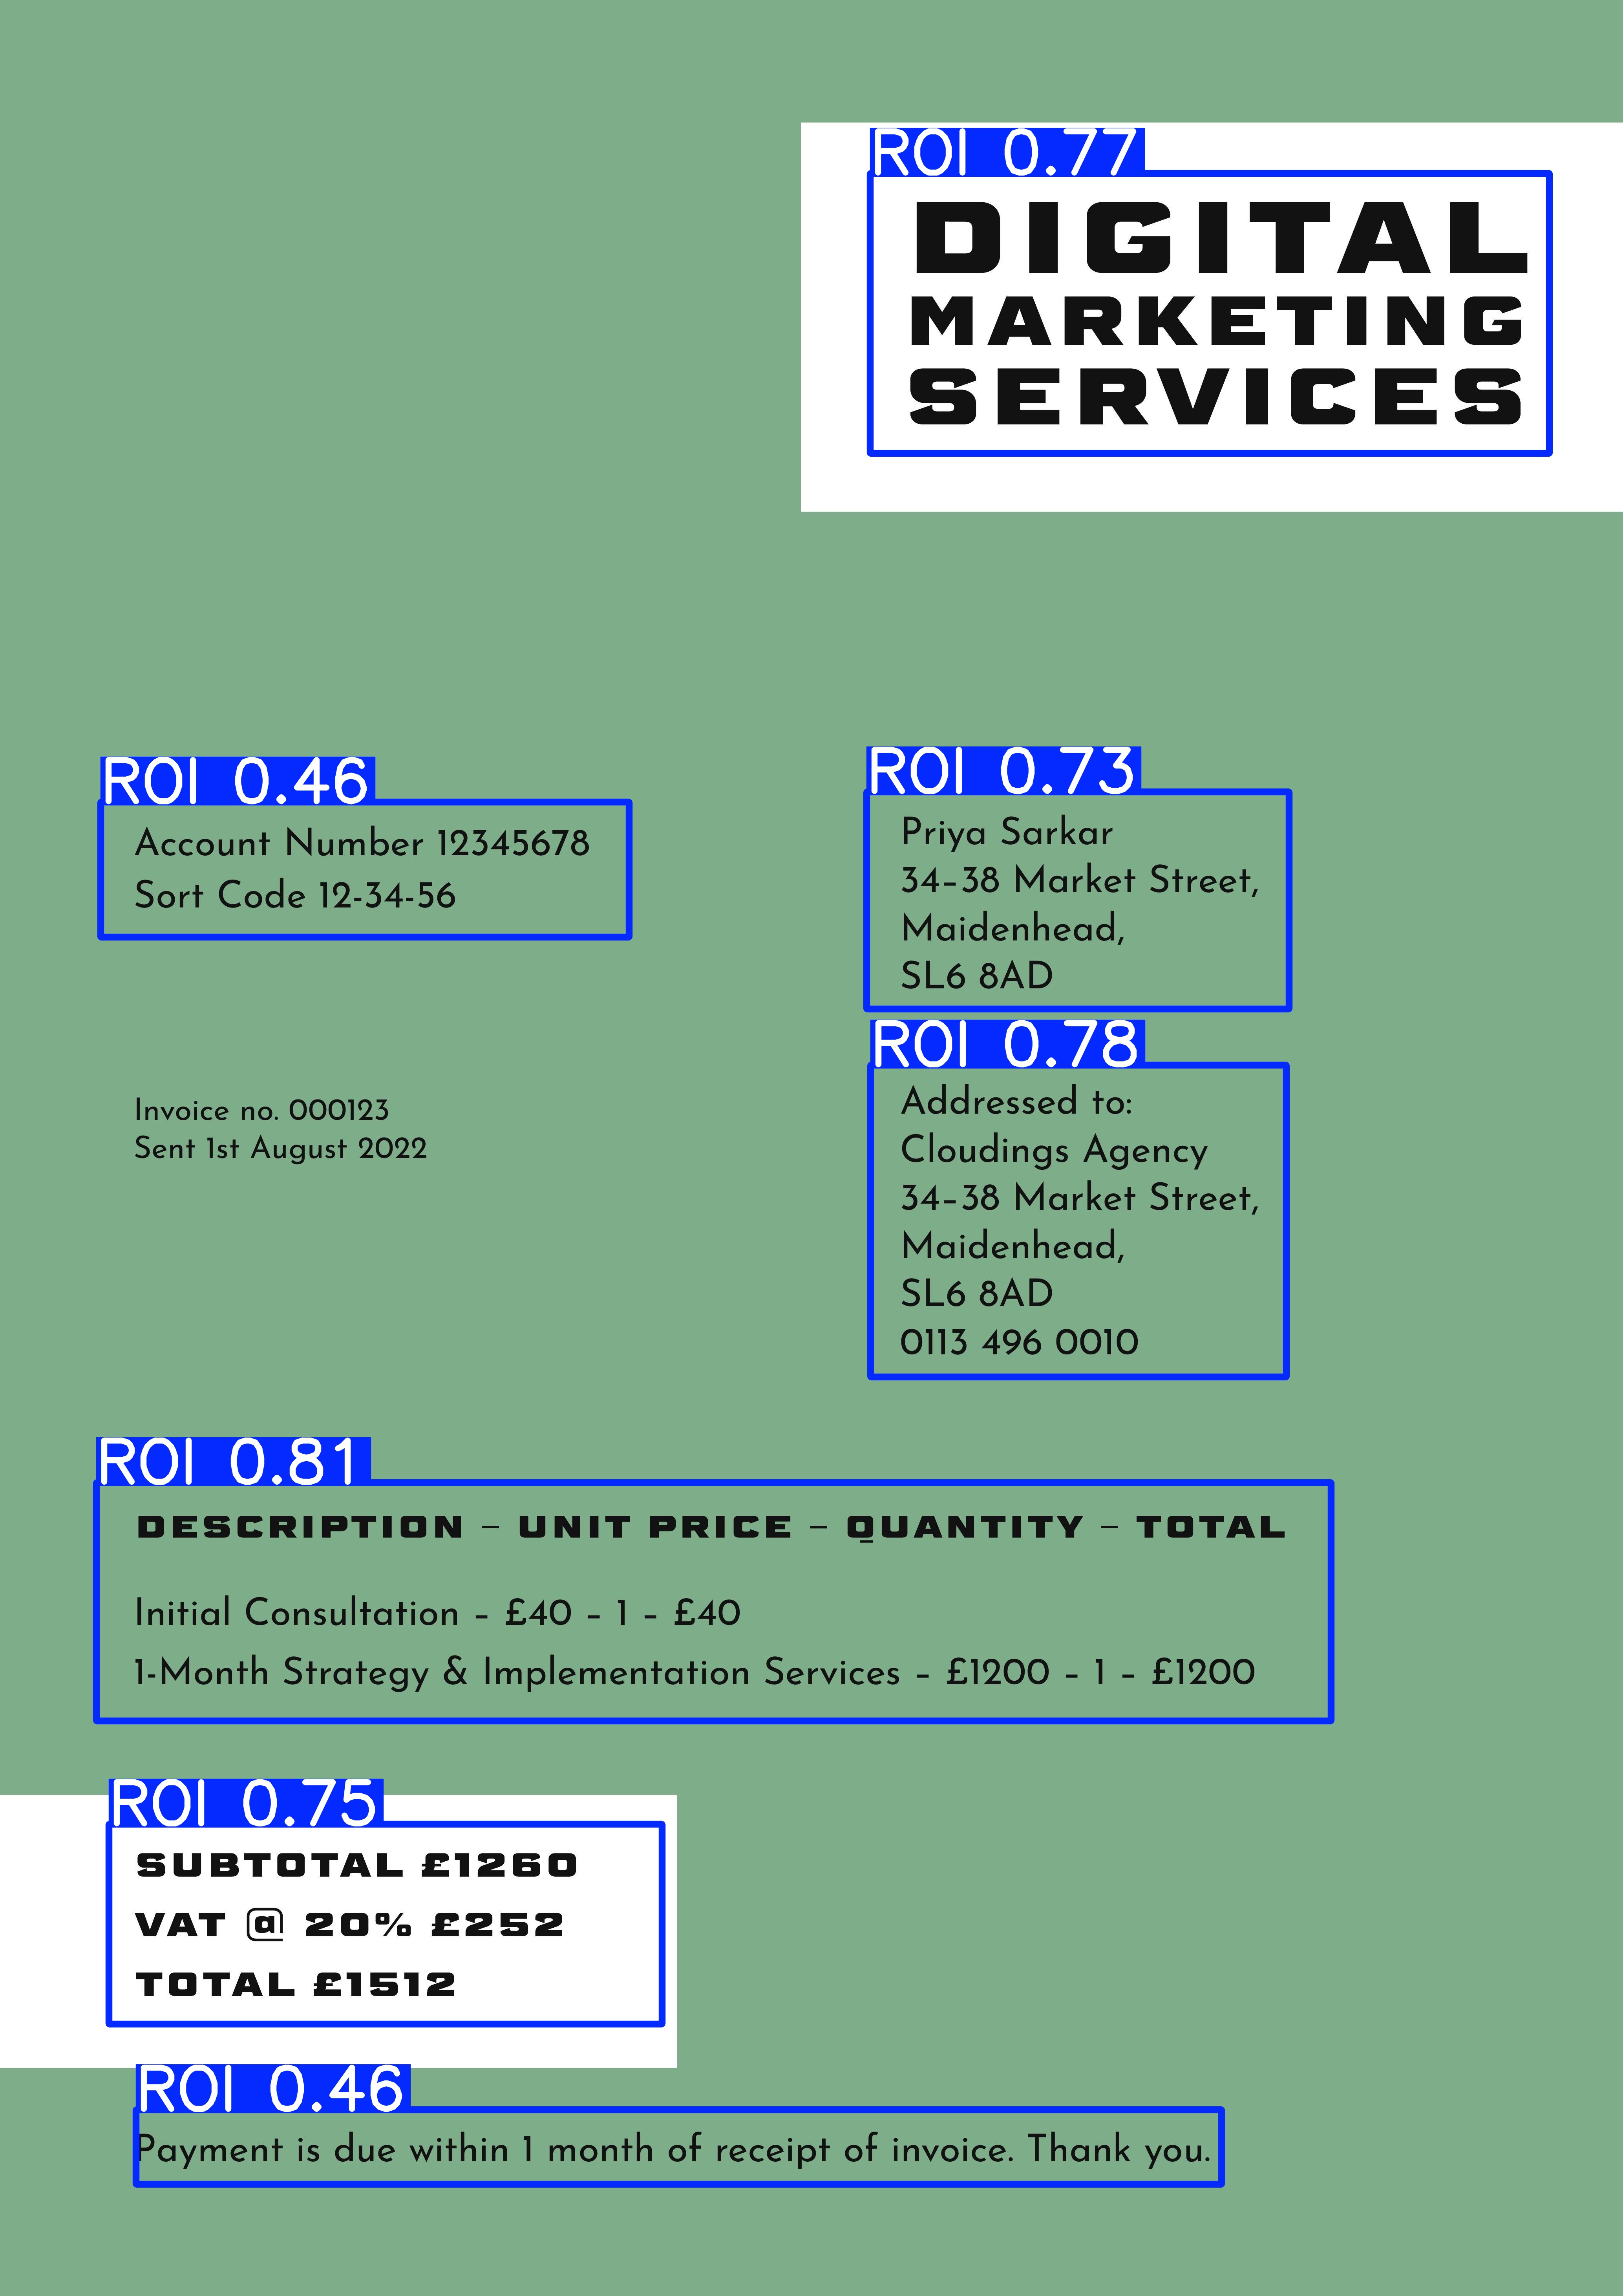 ROI 0.77
DIGITAL
MARKETING
SERVICES
ROI 0.46
Account Number 12345678
Sort Code 12-34-56
ROI 0.73
Priya Sarkar
34–38 Market Street,
Maidenhead,
SL6 8AD
Invoice no. 000123
Sent 1st August 2022
ROI 0.78
Addressed to:
Cloudings Agency
34–38 Market Street,
Maidenhead,
SL6 8AD
0113 496 0010
ROI 0.81
DESCRIPTION – UNIT PRICE – QUANTITY – TOTAL
Initial Consultation – £40 – 1 – £40
1-Month Strategy & Implementation Services – £1200 – 1 – £1200
ROI 0.75
SUBTOTAL £1260
VAT @ 20% £252
TOTAL £1512
ROI 0.46
Payment is due within 1 month of receipt of invoice. Thank you.